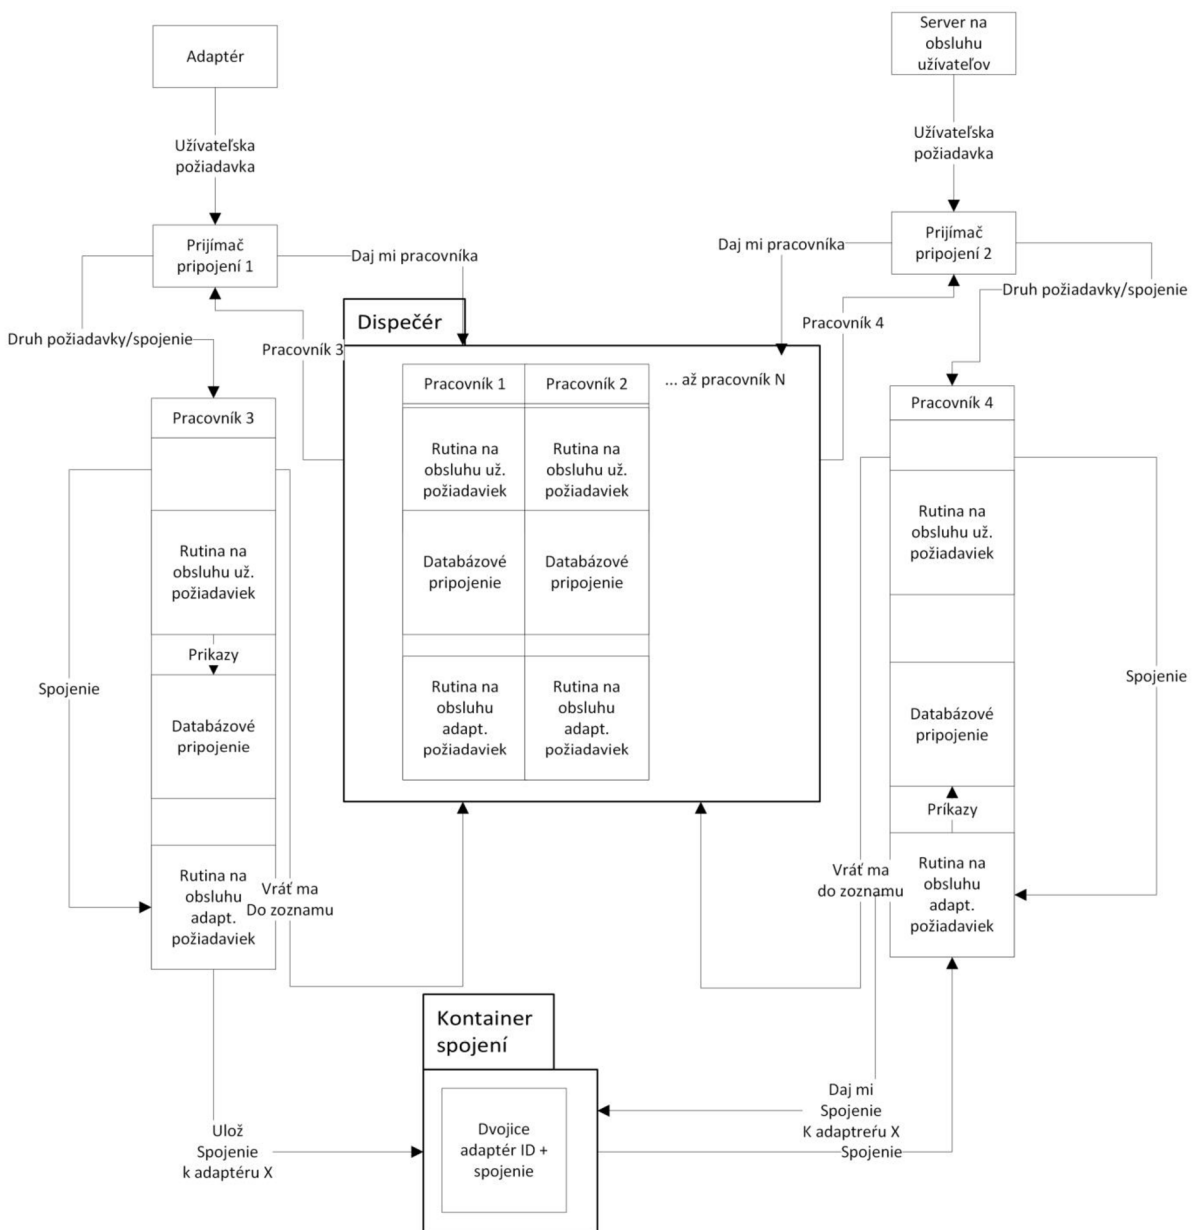 Adaptér
Server na
obsluhu
užívateľov
Užívateľska
požiadavka
Užívateľska
požiadavka
Prijímač
pripojení 1
Daj mi pracovníka
Daj mi pracovníka
Prijímač
pripojení 2
Druh požiadavky/spojenie
Druh požiadavky/spojenie
Dispečér
Pracovník 3
Pracovník 4
Pracovník 1
Pracovník 2
... až pracovník N
Pracovník 3
Pracovník 4
Rutina na
obsluhu už.
požiadaviek
Rutina na
obsluhu už.
požiadaviek
Databázové
pripojenie
Databázové
pripojenie
Rutina na
obsluhu
adapt.
požiadaviek
Rutina na
obsluhu
adapt.
požiadaviek
Rutina na
obsluhu už.
požiadaviek
Prikazy
Databázové
pripojenie
Rutina na
obsluhu
adapt.
požiadaviek
Spojenie
Vráť ma
Do zoznamu
Rutina na
obsluhu už.
požiadaviek
Databázové
pripojenie
Príkazy
Rutina na
obsluhu
adapt.
požiadaviek
Spojenie
Vráť ma
do zoznamu
Kontainer
spojení
Dvojice
adaptér ID +
spojenie
Ulož
Spojenie
k adaptéru X
Daj mi
Spojenie
K adaptreŕu X
Spojenie